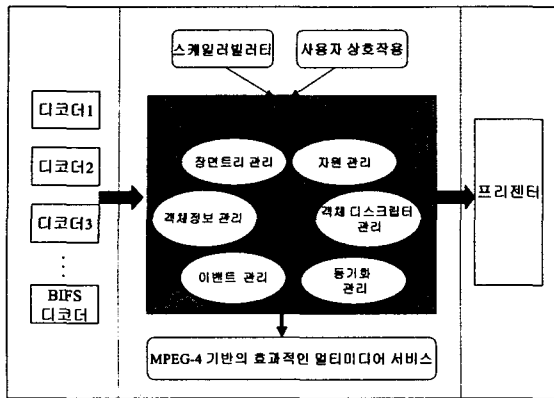 스케일러빌러티
사용자 상호작용
디코더1
디코더2
디코더3
BIFS
디코더
장면트리 관리
자원 관리
객체정보 관리
객체 디스크립터
관리
이벤트 관리
동기화
관리
프리젠터
MPEG-4 기반의 효과적인 멀티미디어 서비스